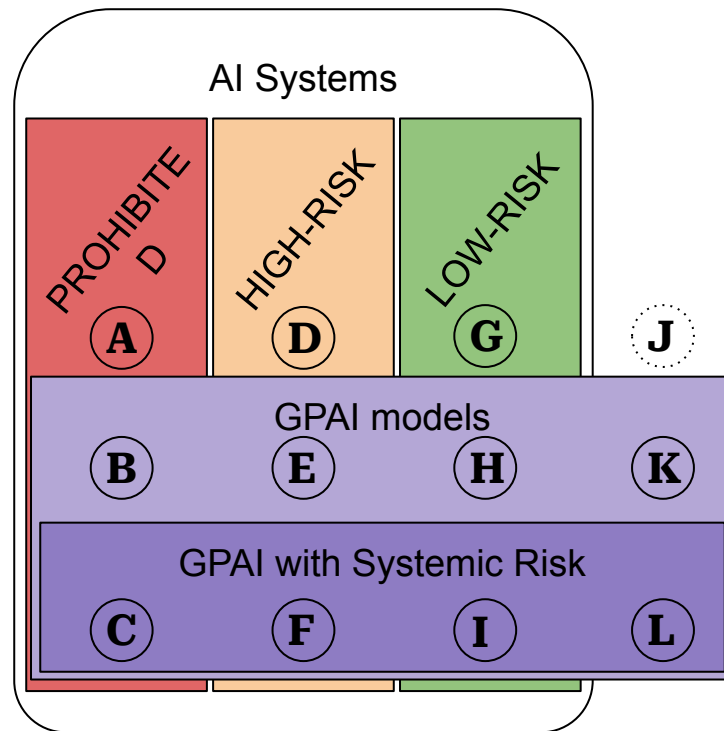 AI Systems
PROHIBITE
D
HIGH-RISK
LOW-RISK
A
D
G
J
GPAI models
B
E
H
K
GPAI with Systemic Risk
C
F
I
L